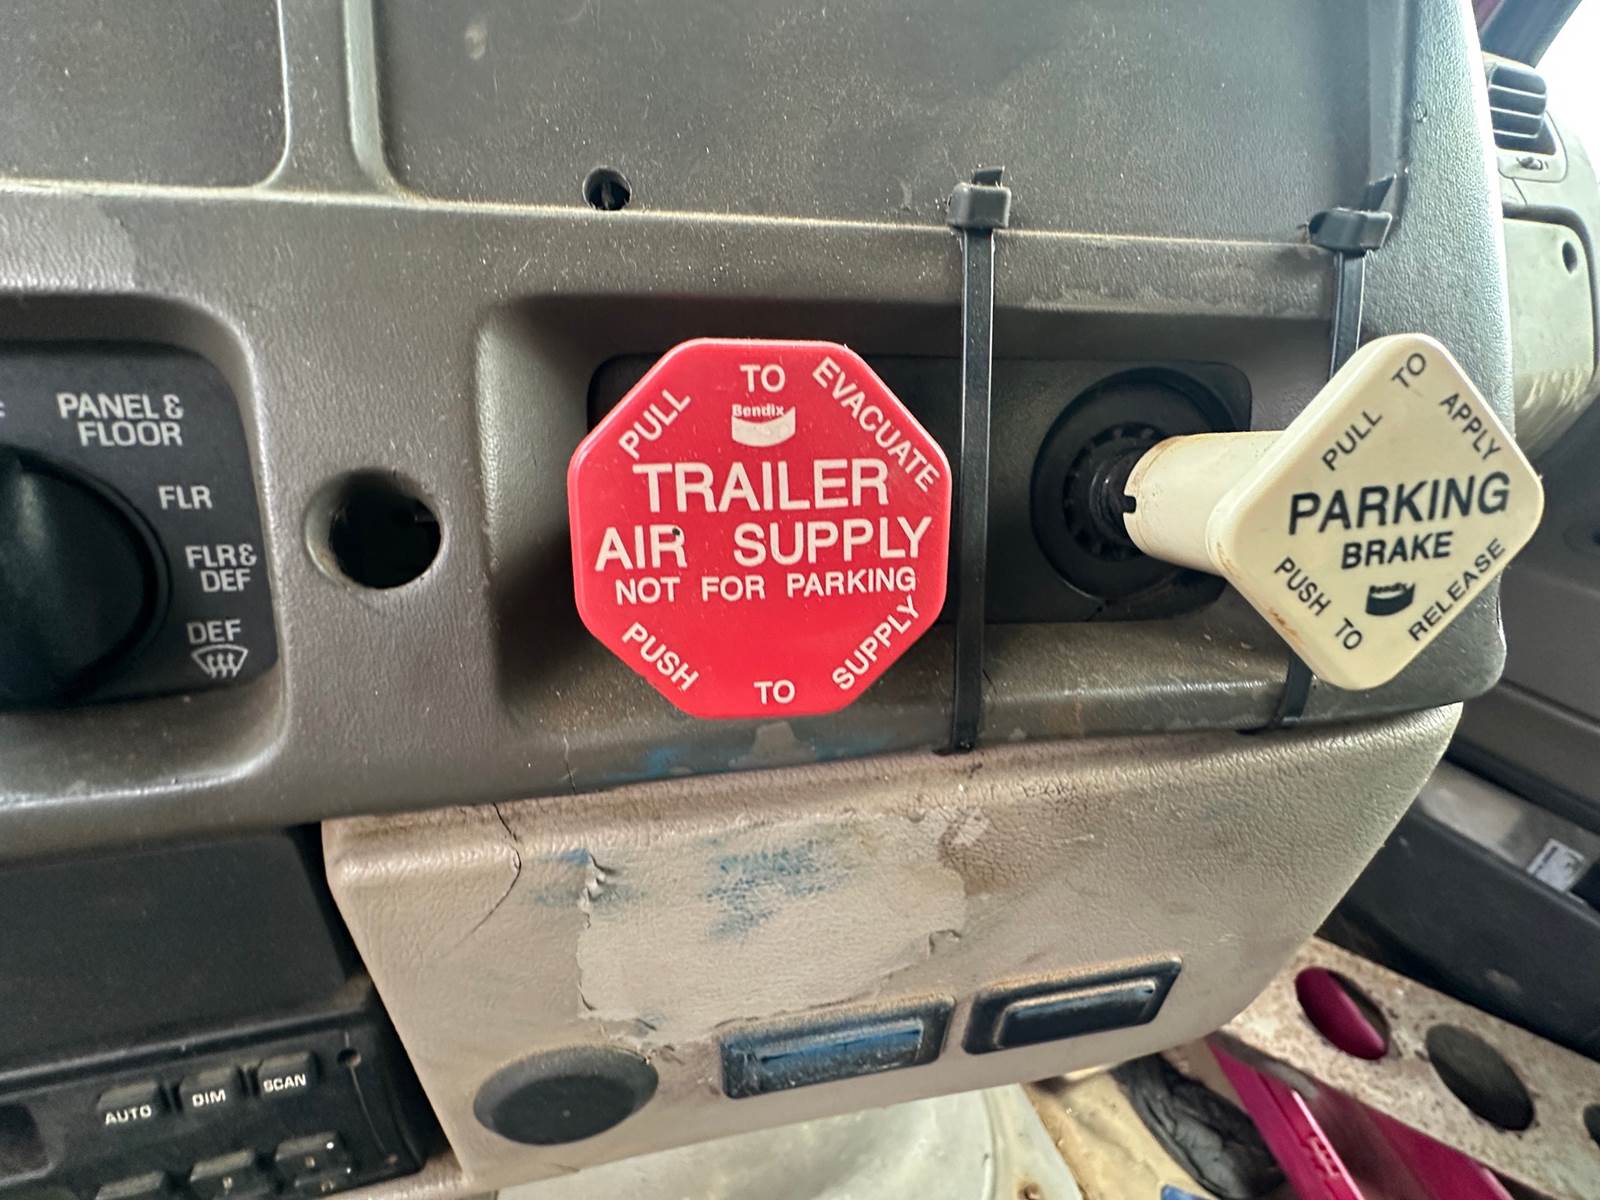 PANEL &
FLOOR
FLR
FLR &
DEF
DEF
PULL TO EVACUATE
Bendix
TRAILER
AIR SUPPLY
NOT FOR PARKING
PUSH TO SUPPLY
PULL TO APPLY
PARKING
BRAKE
Bendix
PUSH TO RELEASE
AUTO DIM SCAN